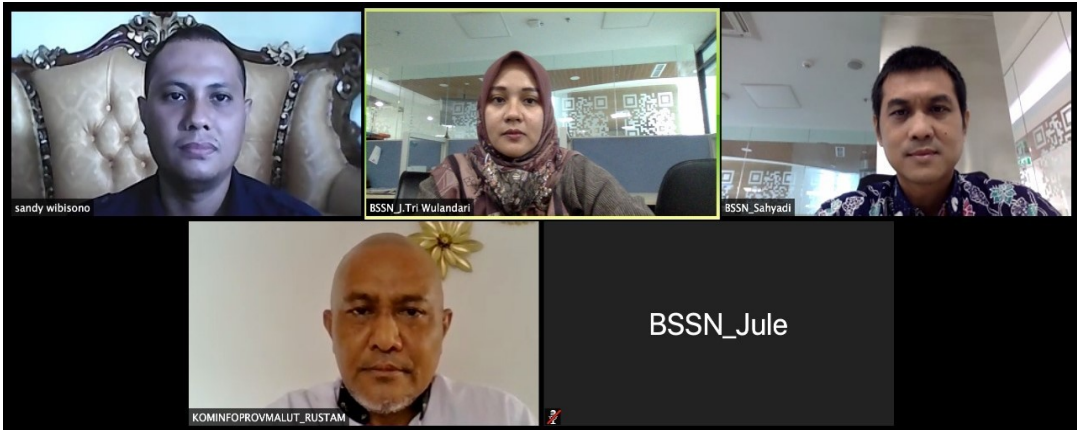 sandy wibisono
BSSN_J.Tri Wulandari
BSSN_Sahyadi
KOMINFOPROVMALUT_RUSTAM
BSSN_Jule